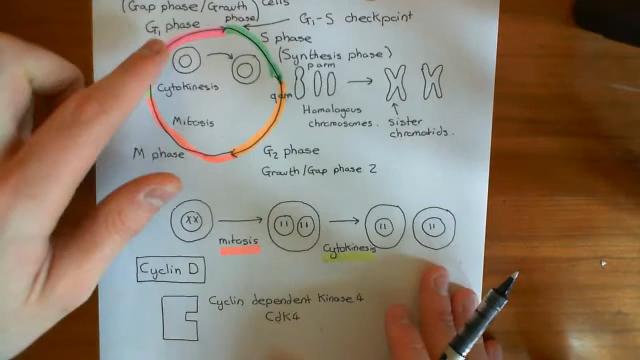 (Gap phase/Growth) Cells
phase
G₁ phase
G₁-S checkpoint
S phase
(Synthesis phase)
p arm
q arm
Cytokinesis
Homologous
chromosomes.
Sister
chromatids.
Mitosis
M phase
G₂ phase
Growth/Gap phase 2
mitosis
Cytokinesis
Cyclin D
Cyclin dependent Kinase 4
CdK4